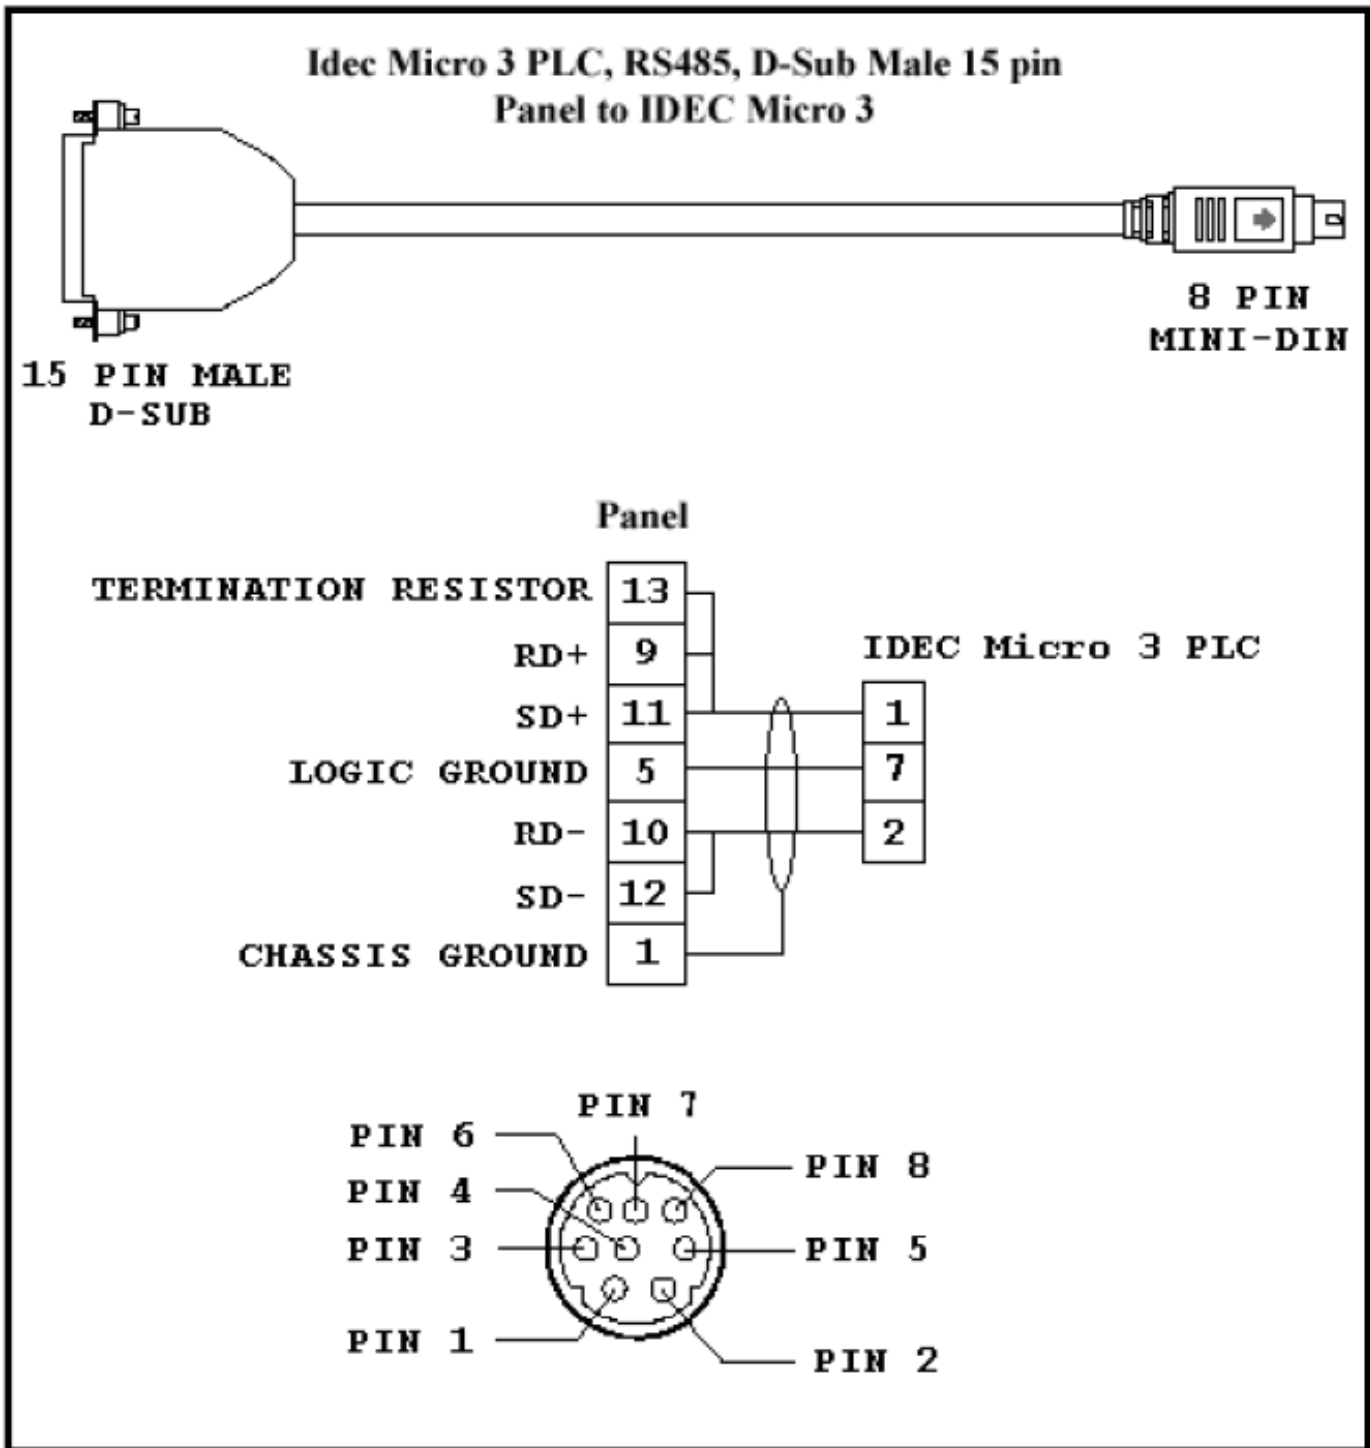 Idec Micro 3 PLC, RS485, D-Sub Male 15 pin
Panel to IDEC Micro 3
8 PIN
MINI-DIN
15 PIN MALE
D-SUB
Panel
TERMINATION RESISTOR 13
RD+ 9
IDEC Micro 3 PLC
SD+ 11 1
LOGIC GROUND 5 7
RD- 10 2
SD- 12
CHASSIS GROUND 1
PIN 7
PIN 6
PIN 8
PIN 4
PIN 3 PIN 5
PIN 1
PIN 2